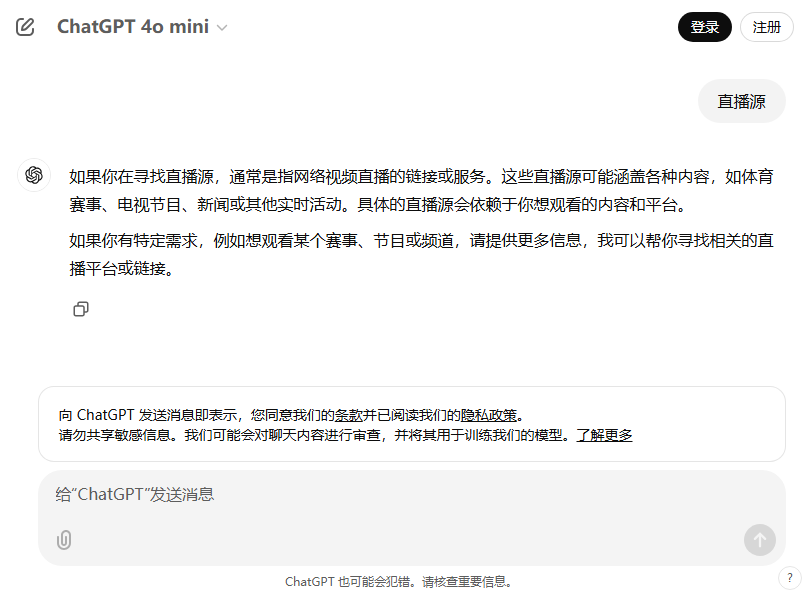 ChatGPT 4o mini
登录
注册
直播源
如果你在寻找直播源，通常是指网络视频直播的链接或服务。这些直播源可能涵盖各种内容，如体育
赛事、电视节目、新闻或其他实时活动。具体的直播源会依赖于你想观看的内容和平台。
如果你有特定需求，例如想观看某个赛事、节目或频道，请提供更多信息，我可以帮你寻找相关的直
播平台或链接。
向 ChatGPT 发送消息即表示，您同意我们的条款并已阅读我们的隐私政策。
请勿共享敏感信息。我们可能会对聊天内容进行审查，并将其用于训练我们的模型。了解更多
给“ChatGPT”发送消息
ChatGPT 也可能会犯错。请核查重要信息。
?